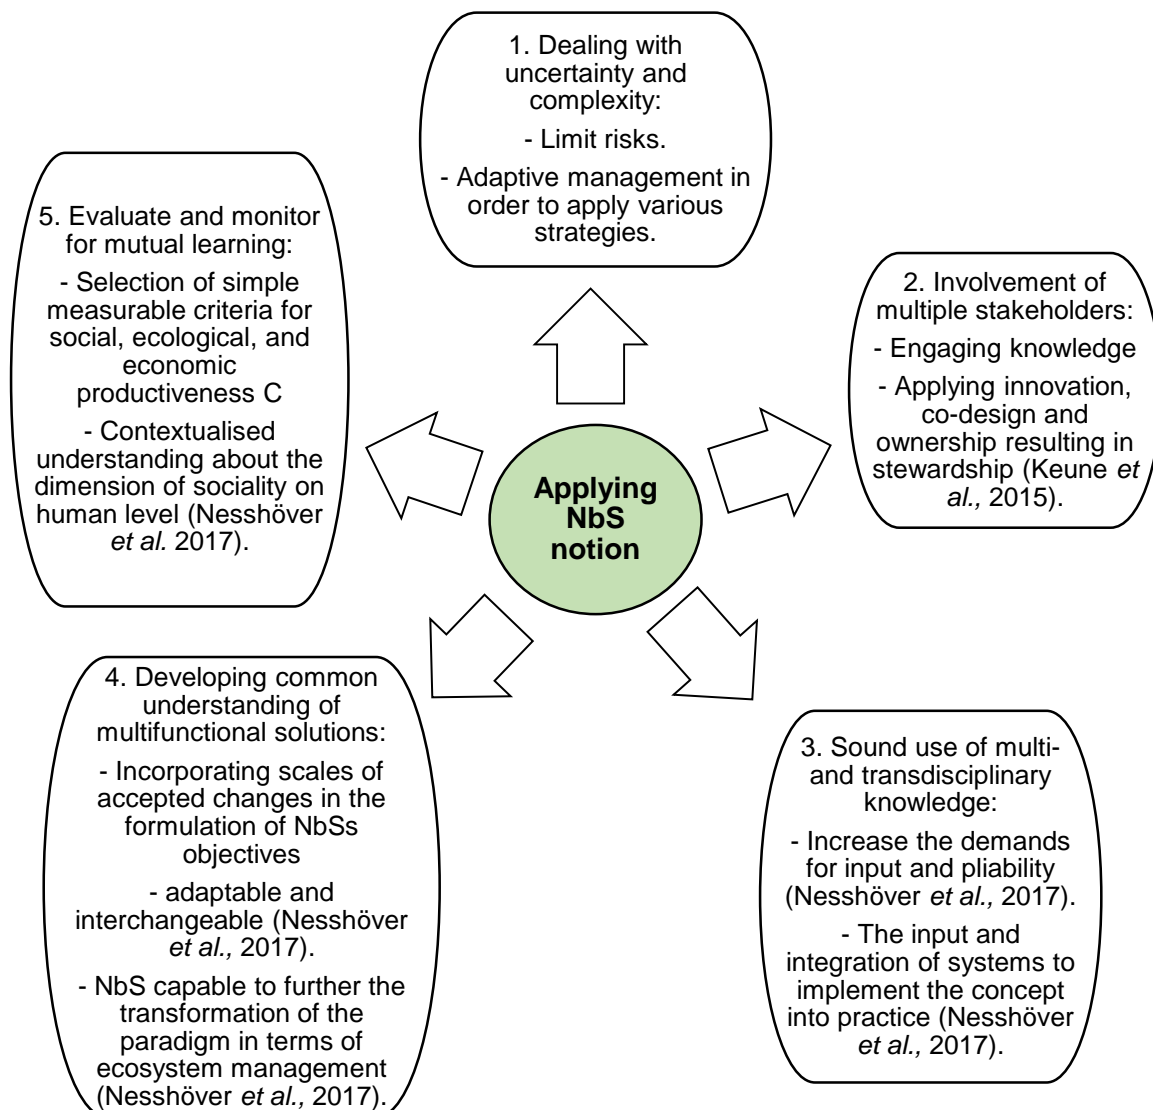 1. Dealing with
uncertainty and
complexity:
- Limit risks.
- Adaptive management in
order to apply various
strategies.
2. Involvement of
multiple stakeholders:
- Engaging knowledge
- Applying innovation,
co-design and
ownership resulting in
stewardship (Keune et
al., 2015).
3. Sound use of multi-
and transdisciplinary
knowledge:
- Increase the demands
for input and pliability
(Nesshöver et al., 2017).
- The input and
integration of systems to
implement the concept
into practice (Nesshöver
et al., 2017).
4. Developing common
understanding of
multifunctional solutions:
- Incorporating scales of
accepted changes in the
formulation of NbSs
objectives
- adaptable and
interchangeable (Nesshöver
et al., 2017).
- NbS capable to further the
transformation of the
paradigm in terms of
ecosystem management
(Nesshöver et al., 2017).
5. Evaluate and monitor
for mutual learning:
- Selection of simple
measurable criteria for
social, ecological, and
economic
productiveness C
- Contextualised
understanding about the
dimension of sociality on
human level (Nesshöver
et al. 2017).
Applying
NbS
notion